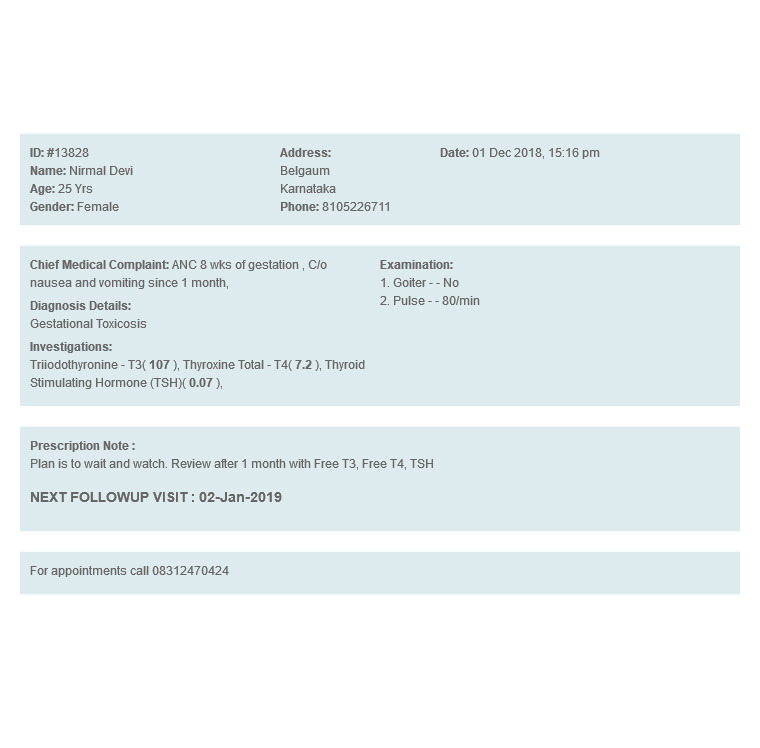 ID: #13828
Name: Nirmal Devi
Age: 25 Yrs
Gender: Female
Address:
Belgaum
Karnataka
Phone: 8105226711
Date: 01 Dec 2018, 15:16 pm
Chief Medical Complaint: ANC 8 wks of gestation , C/o
nausea and vomiting since 1 month,
Diagnosis Details:
Gestational Toxicosis
Investigations:
Triiodothyronine - T3( 107 ), Thyroxine Total - T4( 7.2 ), Thyroid
Stimulating Hormone (TSH)( 0.07 ),
Examination:
1. Goiter - - No
2. Pulse - - 80/min
Prescription Note :
Plan is to wait and watch. Review after 1 month with Free T3, Free T4, TSH
NEXT FOLLOWUP VISIT : 02-Jan-2019
For appointments call 08312470424